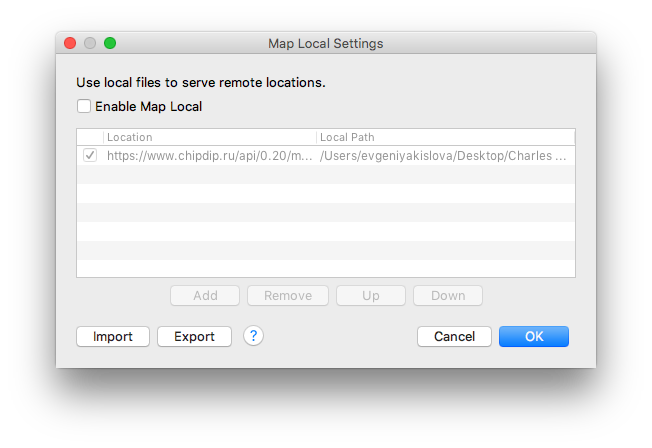 Map Local Settings
Use local files to serve remote locations.
Enable Map Local
Location Local Path
https://www.chipdip.ru/api/0.20/m... /Users/evgeniyakislova/Desktop/Charles ...
Add Remove Up Down
Import Export ? Cancel OK